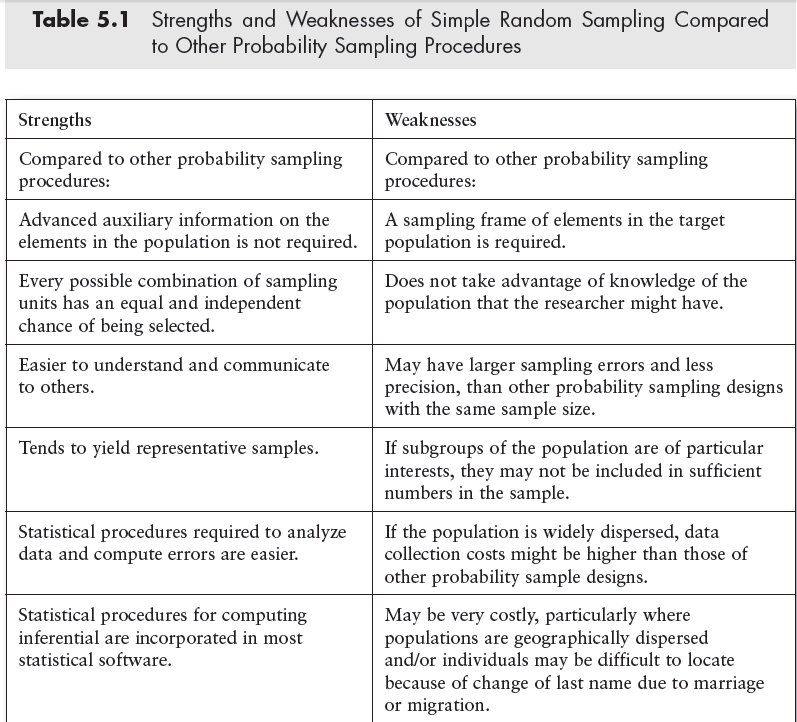 Table 5.1 Strengths and Weaknesses of Simple Random Sampling Compared
to Other Probability Sampling Procedures
Strengths
Weaknesses
Compared to other probability sampling
procedures:
Compared to other probability sampling
procedures:
Advanced auxiliary information on the
elements in the population is not required.
A sampling frame of elements in the target
population is required.
Every possible combination of sampling
units has an equal and independent
chance of being selected.
Does not take advantage of knowledge of the
population that the researcher might have.
Easier to understand and communicate
to others.
May have larger sampling errors and less
precision, than other probability sampling designs
with the same sample size.
Tends to yield representative samples.
If subgroups of the population are of particular
interests, they may not be included in sufficient
numbers in the sample.
Statistical procedures required to analyze
data and compute errors are easier.
If the population is widely dispersed, data
collection costs might be higher than those of
other probability sample designs.
Statistical procedures for computing
inferential are incorporated in most
statistical software.
May be very costly, particularly where
populations are geographically dispersed
and/or individuals may be difficult to locate
because of change of last name due to marriage
or migration.